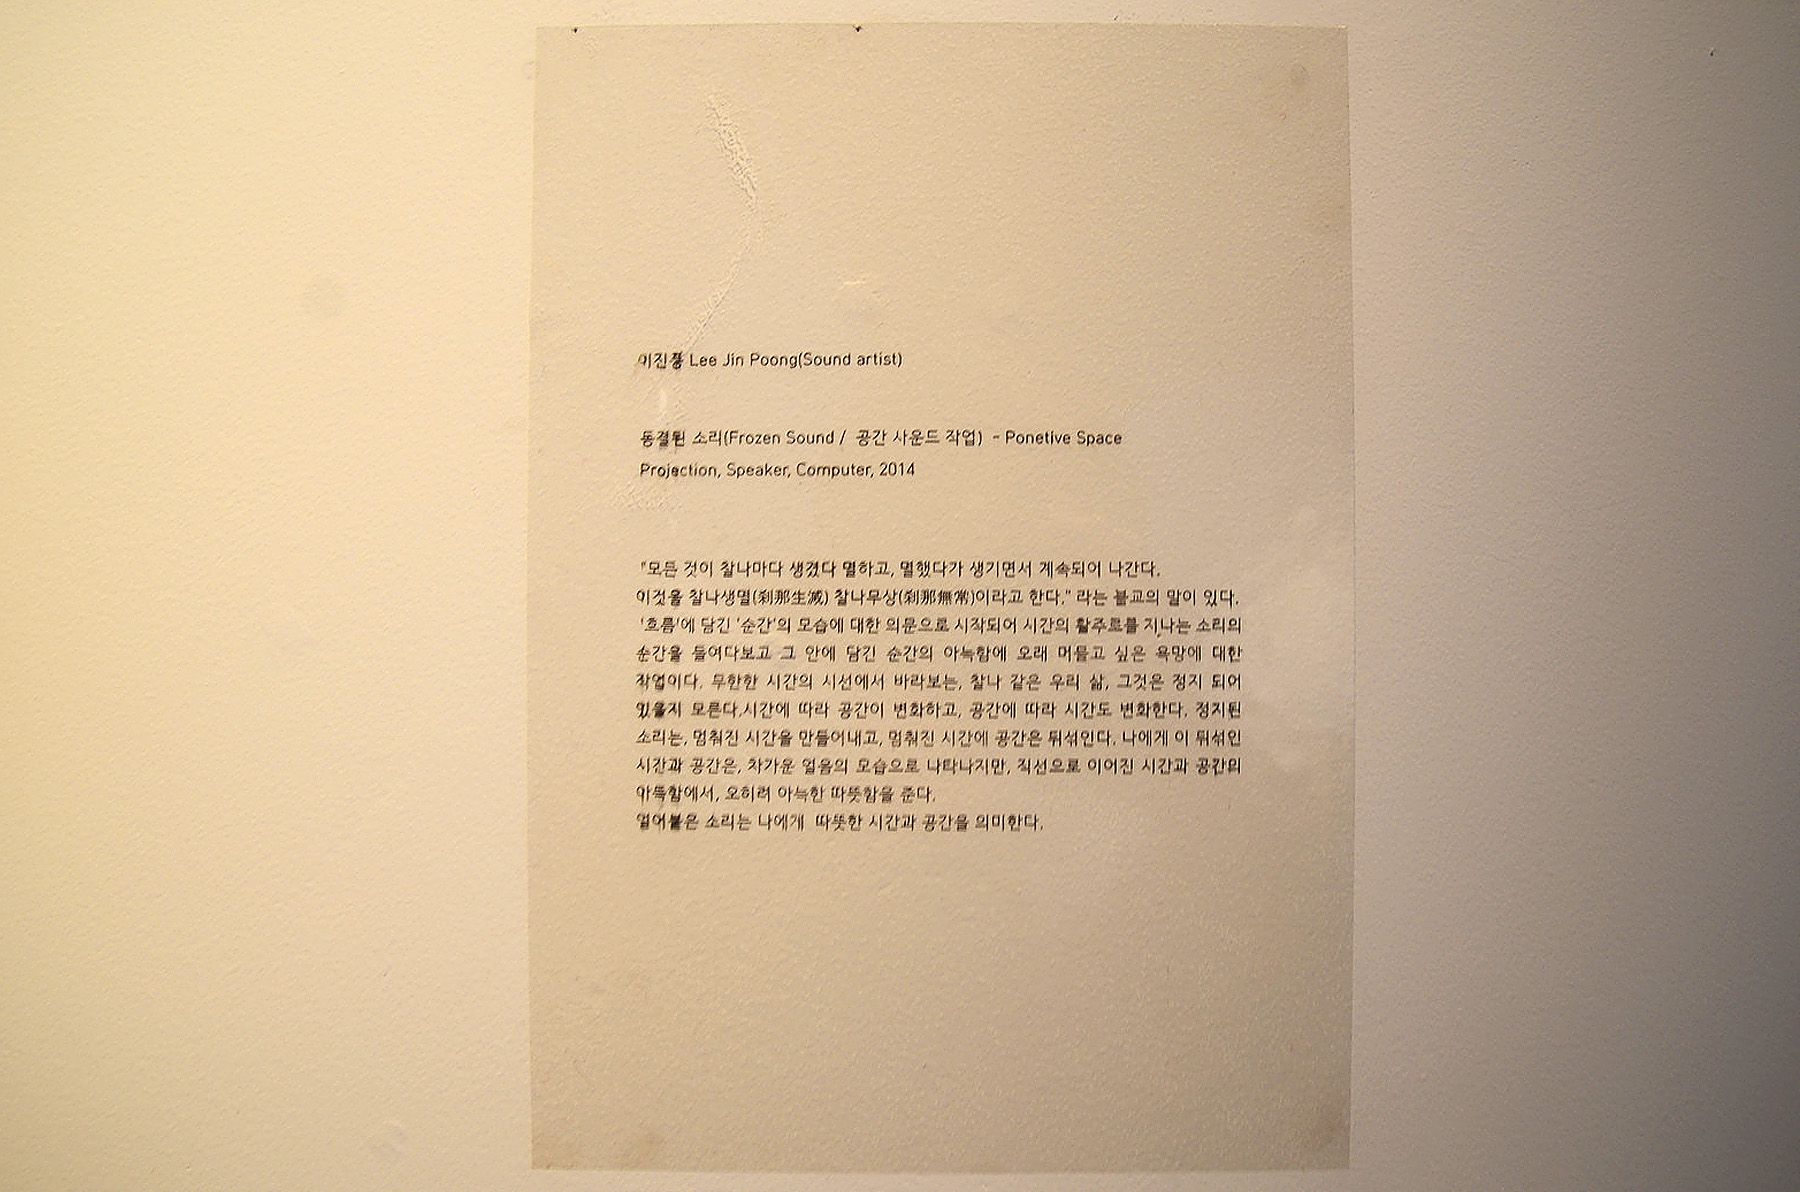 이진풍 Lee Jin Poong(Sound artist)
동결된 소리(Frozen Sound / 공간 사운드 작업) - Ponetive Space
Projection, Speaker, Computer, 2014
"모든 것이 찰나마다 생겼다 멸하고, 멸했다가 생기면서 계속되어 나간다.
이것을 찰나생멸(刹那生滅) 찰나무상(刹那無常)이라고 한다." 라는 불교의 말이 있다.
'흐름'에 담긴 '순간'의 모습에 대한 의문으로 시작되어 시간의 활주로를 지나는 소리의
순간을 들여다보고 그 안에 담긴 순간의 아늑함에 오래 머물고 싶은 욕망에 대한
작업이다. 무한한 시간의 시선에서 바라보는, 찰나 같은 우리 삶, 그것은 정지 되어
있을지 모른다.시간에 따라 공간이 변화하고, 공간에 따라 시간도 변화한다. 정지된
소리는, 멈춰진 시간을 만들어내고, 멈춰진 시간에 공간은 뒤섞인다. 나에게 이 뒤섞인
시간과 공간은, 차가운 얼음의 모습으로 나타나지만, 직선으로 이어진 시간과 공간의
아득함에서, 오히려 아늑한 따뜻함을 준다.
얼어붙은 소리는 나에게 따뜻한 시간과 공간을 의미한다.